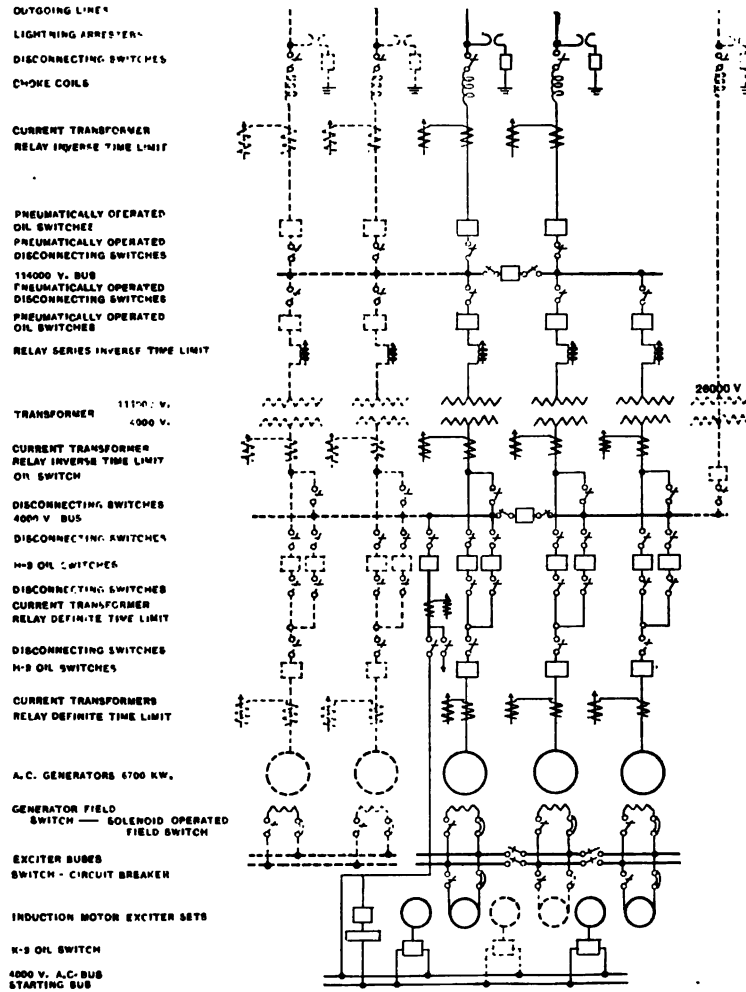 OUTGOING LINES
LIGHTNING ARRESTERS
DISCONNECTING SWITCHES
CHOKE COILS
CURRENT TRANSFORMER
RELAY INVERSE TIME LIMIT
PNEUMATICALLY OPERATED
OIL SWITCHES
PNEUMATICALLY OPERATED
DISCONNECTING SWITCHES
114000 V. BUS
PNEUMATICALLY OPERATED
DISCONNECTING SWITCHES
PNEUMATICALLY OPERATED
OIL SWITCHES
RELAY SERIES INVERSE TIME LIMIT
26000 V
V.
TRANSFORMER
4000 V.
CURRENT TRANSFORMER
RELAY INVERSE TIME LIMIT
OIL SWITCH
DISCONNECTING SWITCHES
4000 V BUS
DISCONNECTING SWITCHES
H-3 OIL SWITCHES
DISCONNECTING SWITCHES
CURRENT TRANSFORMER
RELAY DEFINITE TIME LIMIT
DISCONNECTING SWITCHES
H-3 OIL SWITCHES
CURRENT TRANSFORMERS
RELAY DEFINITE TIME LIMIT
A.C. GENERATORS 6700 KW.
GENERATOR FIELD
SWITCH — SOLENOID OPERATED
FIELD SWITCH
EXCITER BUSES
SWITCH - CIRCUIT BREAKER
INDUCTION MOTOR EXCITER SETS
K-3 OIL SWITCH
4000 V. A.C. BUS
STARTING BUS